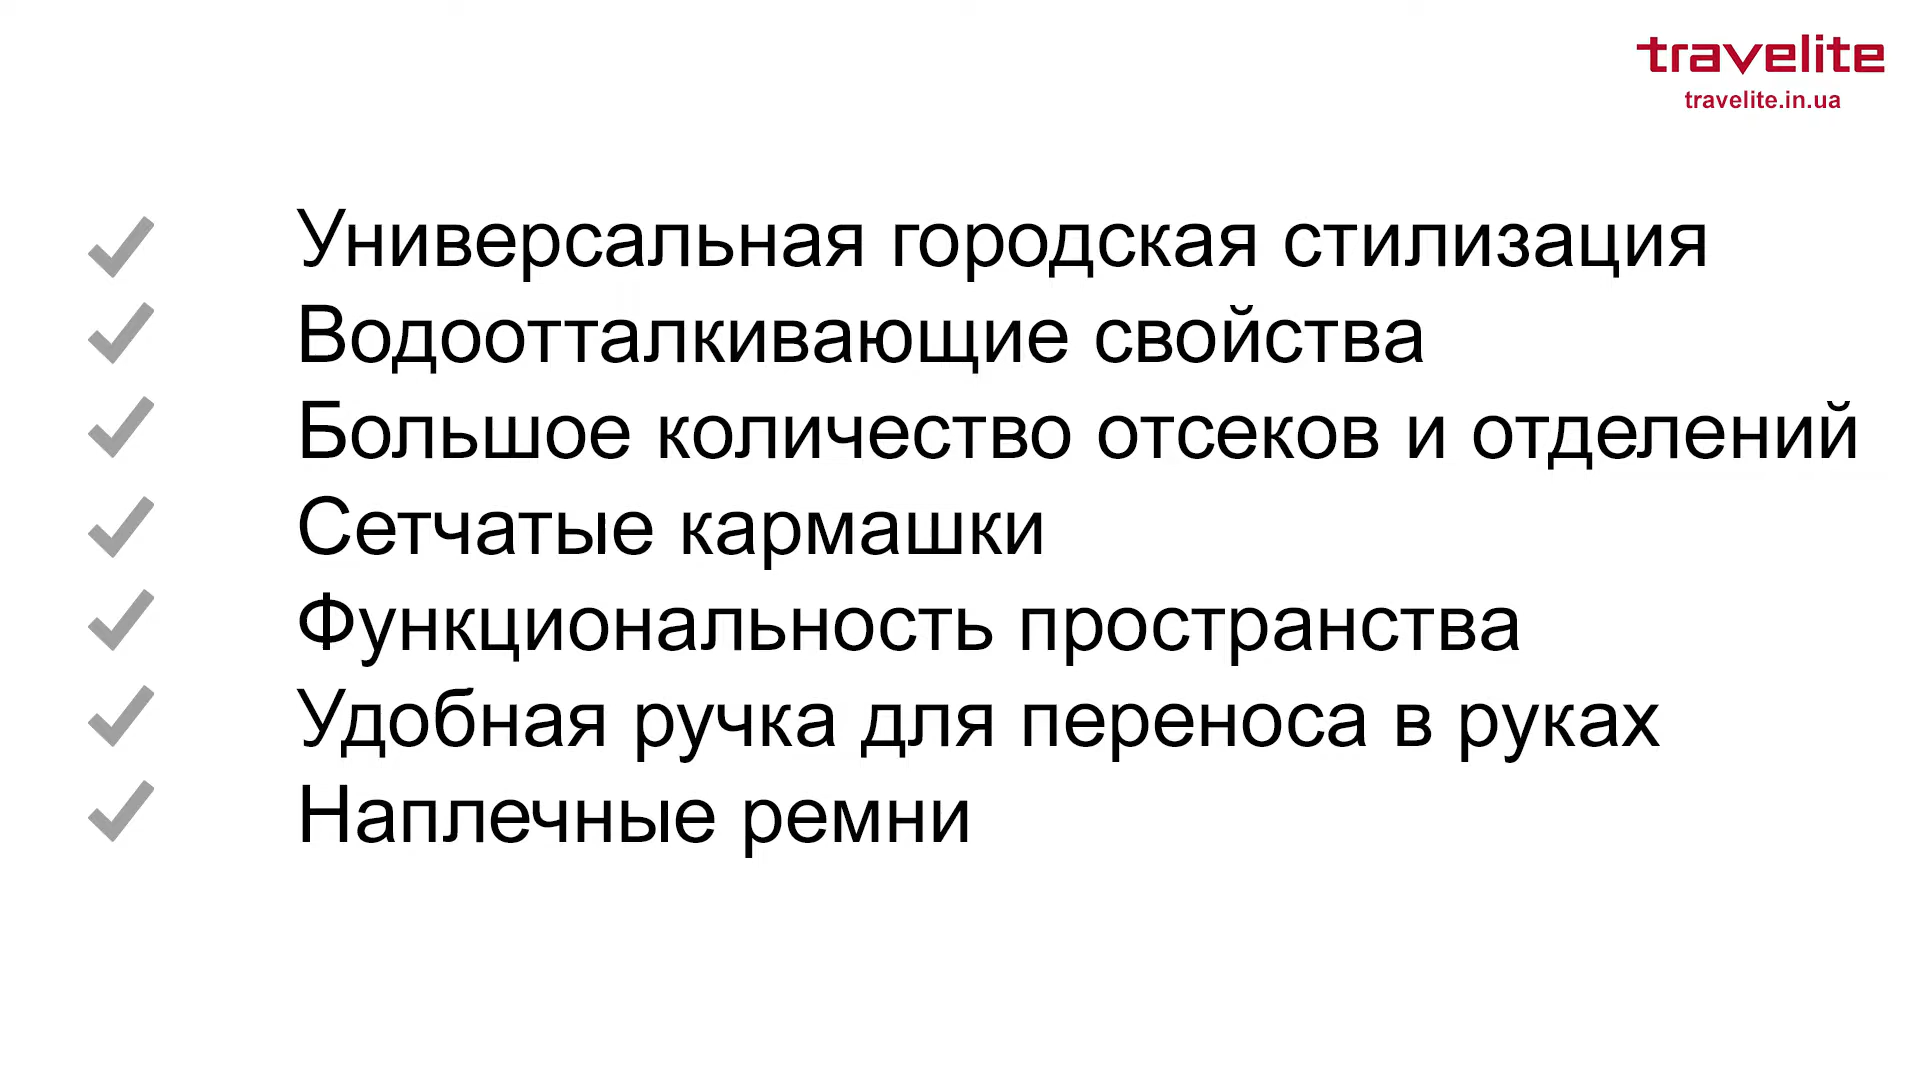 travelite
travelite.in.ua
Универсальная городская стилизация
Водоотталкивающие свойства
Большое количество отсеков и отделений
Сетчатые кармашки
Функциональность пространства
Удобная ручка для переноса в руках
Наплечные ремни